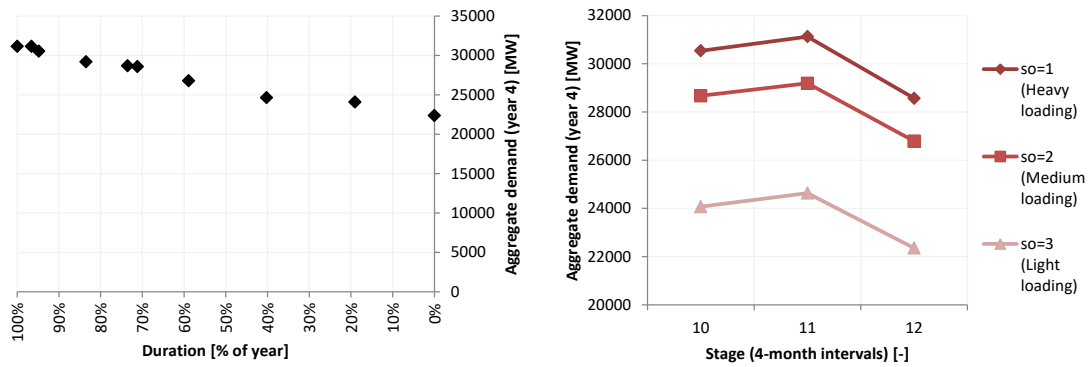 35000
30000
25000
20000
15000
10000
5000
0
Aggregate demand (year 4) [MW]
100%
90%
80%
70%
60%
50%
40%
30%
20%
10%
0%
Duration [% of year]
32000
30000
28000
26000
24000
22000
20000
Aggregate demand (year 4) [MW]
10
11
12
Stage (4-month intervals) [-]
so=1
(Heavy
loading)
so=2
(Medium
loading)
so=3
(Light
loading)